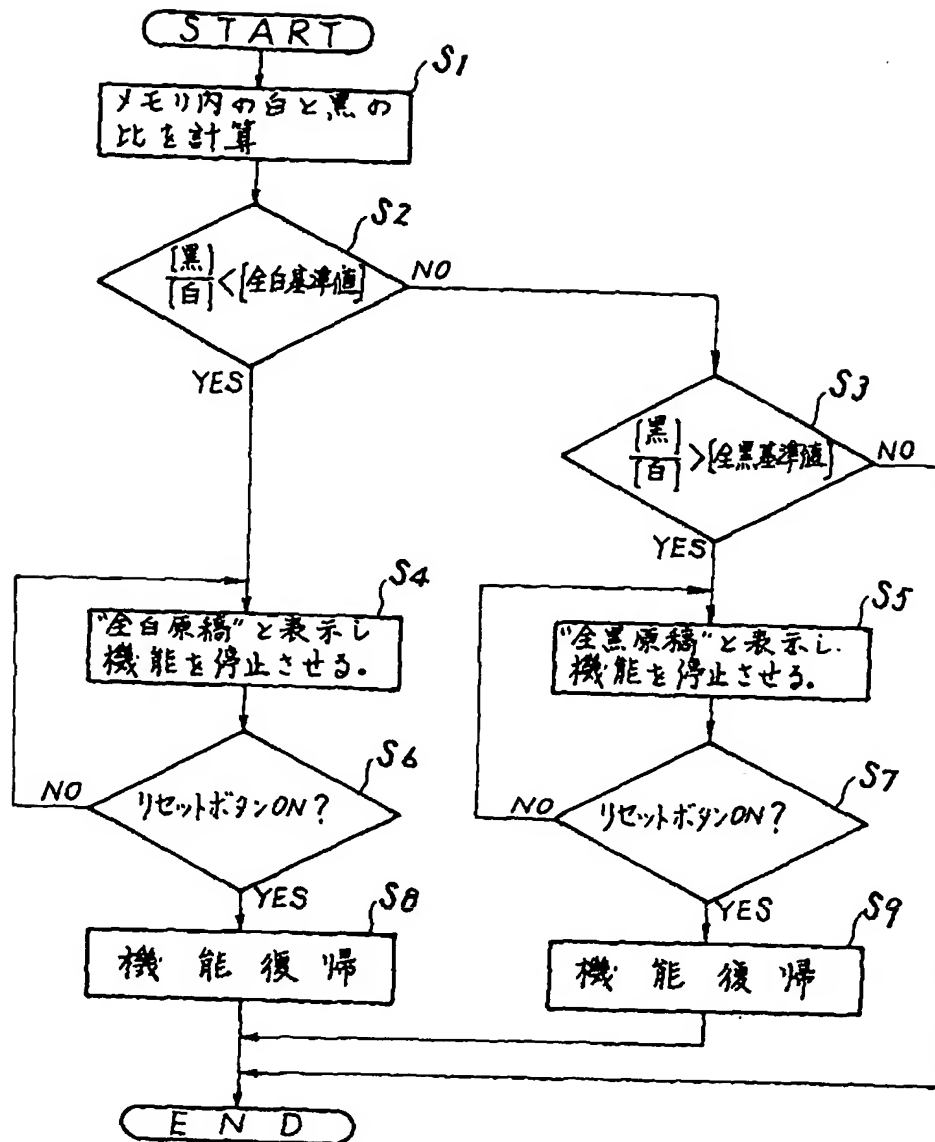 START
S1
メモリ内の白と黒の
比を計算
S2
[黒]
[白] < [全白基準値]
NO
YES
S3
[黒]
[白] > [全黒基準値]
NO
YES
S4
"全白原稿"と表示し
機能を停止させる。
S5
"全黒原稿"と表示し.
機能を停止させる。
S6
リセットボタンON?
NO
YES
S7
リセットボタンON?
NO
YES
S8
機能復帰
S9
機能復帰
END